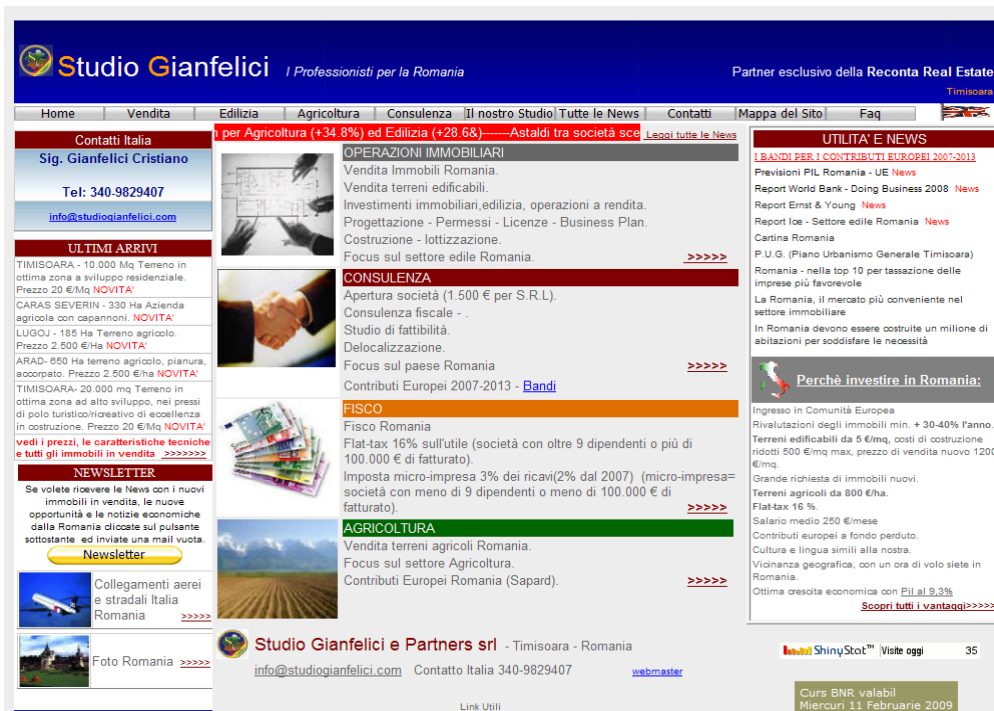 Studio Gianfelici I Professionisti per la Romania
Partner esclusivo della Reconta Real Estate
Timisoara
Home Vendita Edilizia Agricoltura Consulenza Il nostro Studio Tutte le News Contatti Mappa del Sito Faq
Contatti Italia
Sig. Gianfelici Cristiano
Tel: 340-9829407
info@studiogianfelici.com
ULTIMI ARRIVI
TIMISOARA - 10.000 Mq Terreno in
ottima zona a sviluppo residenziale.
Prezzo 20 €/Mq NOVITA'
CARAS SEVERIN - 330 Ha Azienda
agricola con capannoni. NOVITA'
LUGOJ - 185 Ha Terreno agricolo.
Prezzo 2.500 €/Ha NOVITA'
ARAD- 650 Ha terreno agricolo, pianura,
accorpato. Prezzo 2.500 €/ha NOVITA'
TIMISOARA- 20.000 mq Terreno in
ottima zona ad alto sviluppo, nei pressi
di polo turistico/ricreativo di eccellenza
in costruzione. Prezzo 20 €/Mq NOVITA'
vedi i prezzi, le caratteristiche tecniche
e tutti gli immobili in vendita >>>>>>>
NEWSLETTER
Se volete ricevere le News con i nuovi
immobili in vendita, le nuove
opportunità e le notizie economiche
dalla Romania cliccate sul pulsante
sottostante ed inviate una mail vuota.
Newsletter
Collegamenti aerei
e stradali Italia
Romania >>>>>
Foto Romania >>>>>
per Agricoltura (+34.8%) ed Edilizia (+28.6&)------Astaldi tra società sce Leggi tutte le News
OPERAZIONI IMMOBILIARI
Vendita Immobili Romania.
Vendita terreni edificabili.
Investimenti immobiliari,edilizia, operazioni a rendita.
Progettazione - Permessi - Licenze - Business Plan.
Costruzione - lottizzazione.
Focus sul settore edile Romania. >>>>>
CONSULENZA
Apertura società (1.500 € per S.R.L).
Consulenza fiscale - .
Studio di fattibilità.
Delocalizzazione.
Focus sul paese Romania >>>>>
Contributi Europei 2007-2013 - Bandi
FISCO
Fisco Romania
Flat-tax 16% sull'utile (società con oltre 9 dipendenti o più di
100.000 € di fatturato).
Imposta micro-impresa 3% dei ricavi(2% dal 2007) (micro-impresa=
società con meno di 9 dipendenti o meno di 100.000 € di
fatturato). >>>>>
AGRICOLTURA
Vendita terreni agricoli Romania.
Focus sul settore Agricoltura.
Contributi Europei Romania (Sapard). >>>>>
Studio Gianfelici e Partners srl - Timisoara - Romania
info@studiogianfelici.com Contatto Italia 340-9829407 webmaster
Link Utili
UTILITA' E NEWS
I BANDI PER I CONTRIBUTI EUROPEI 2007-2013
Previsioni PIL Romania - UE News
Report World Bank - Doing Business 2008 News
Report Ernst & Young News
Report Ice - Settore edile Romania News
Cartina Romania
P.U.G. (Piano Urbanismo Generale Timisoara)
Romania - nella top 10 per tassazione delle
imprese più favorevole
La Romania, il mercato più conveniente nel
settore immobiliare
In Romania devono essere costruite un milione di
abitazioni per soddisfare le necessità
Perchè investire in Romania:
Ingresso in Comunità Europea
Rivalutazioni degli immobili min. + 30-40% l'anno.
Terreni edificabili da 5 €/mq, costi di costruzione
ridotti 500 €/mq max, prezzo di vendita nuovo 1200
€/mq.
Grande richiesta di immobili nuovi.
Terreni agricoli da 800 €/ha.
Flat-tax 16 %.
Salario medio 250 €/mese
Contributi europei a fondo perduto.
Cultura e lingua simili alla nostra.
Vicinanza geografica, con un ora di volo siete in
Romania.
Ottima crescita economica con Pil al 9,3%
Scopri tutti i vantaggi>>>>>
ShinyStat™ Visite oggi 35
Curs BNR valabil
Miercuri 11 Februarie 2009